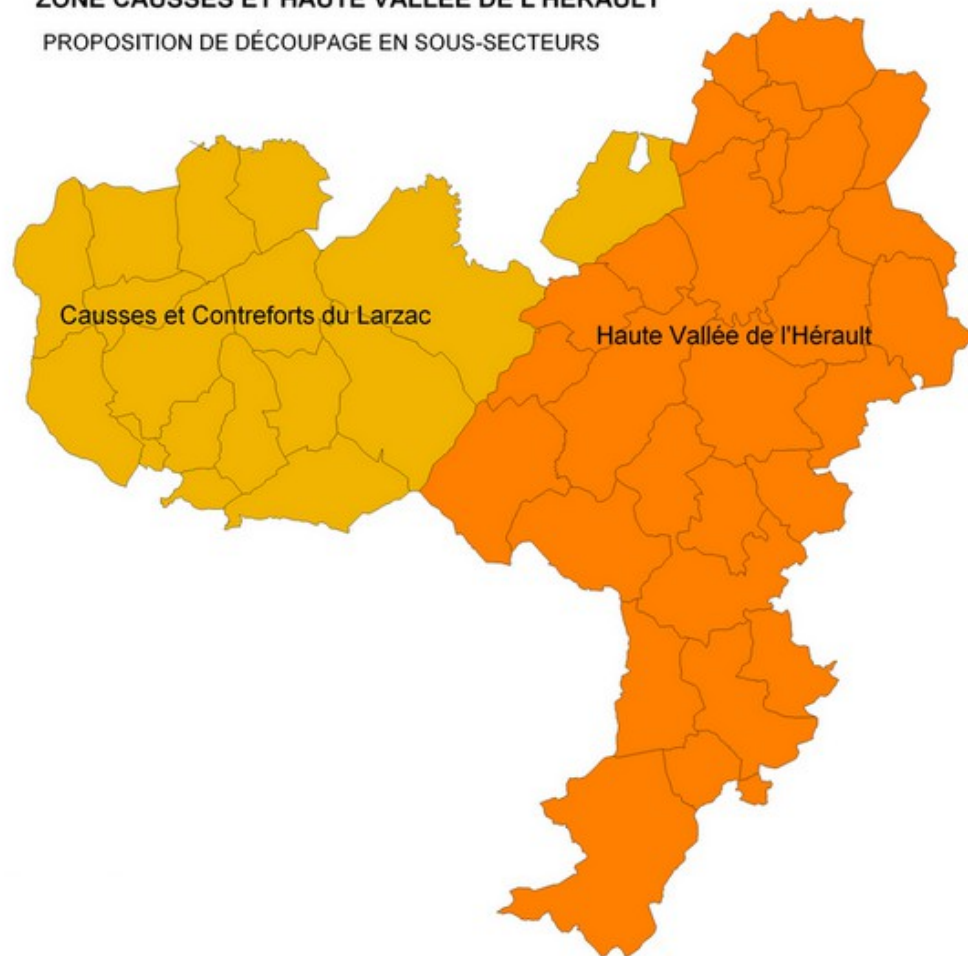 ZONE CAUSSES ET HAUTE VALLÉE DE L'HÉRAULT
PROPOSITION DE DÉCOUPAGE EN SOUS-SECTEURS
Causses et Contreforts du Larzac
Haute Vallée de l'Hérault